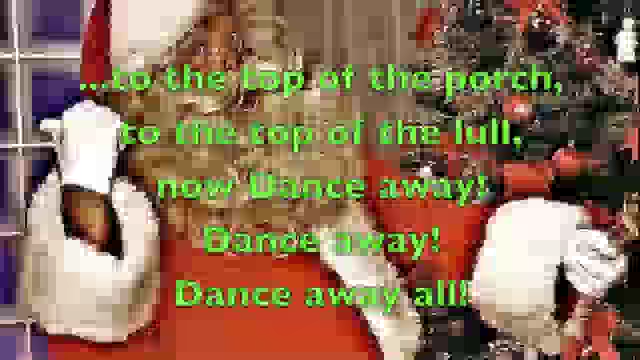 ...to the top of the porch,
to the top of the lull,
now Dance away!
Dance away!
Dance away all!